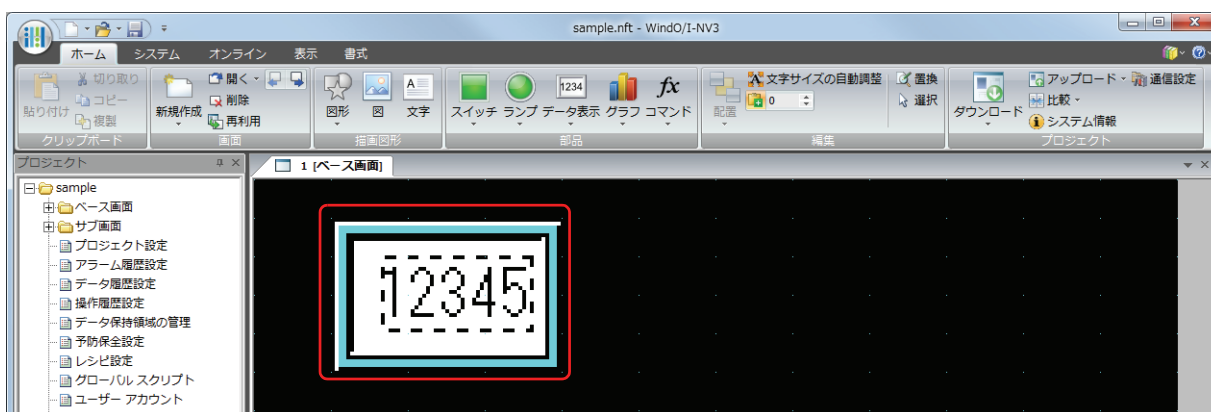 sample.nft - WindO/I-NV3
ホーム システム オンライン 表示 書式
貼り付け 切り取り コピー 複製
クリップボード
新規作成 開く 削除 再利用
画面
図形 図 文字
描画図形
スイッチ ランプ 1234 データ表示 グラフ fx コマンド
部品
配置 文字サイズの自動調整 0 置換 選択
編集
ダウンロード アップロード 比較 システム情報 通信設定
プロジェクト
プロジェクト
1 [ベース画面]
sample
ベース画面
サブ画面
プロジェクト設定
アラーム履歴設定
データ履歴設定
操作履歴設定
データ保持領域の管理
予防保全設定
レシピ設定
グローバル スクリプト
ユーザー アカウント
12345